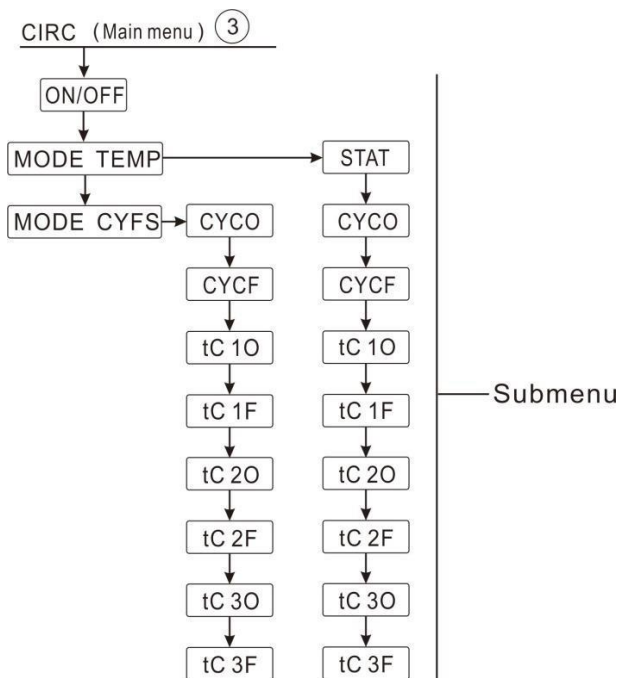 CIRC (Main menu) 3
ON/OFF
MODE TEMP STAT
MODE CYFS CYCO CYCO
CYCF CYCF
tC 1O tC 1O
tC 1F tC 1F
Submenu
tC 2O tC 2O
tC 2F tC 2F
tC 3O tC 3O
tC 3F tC 3F